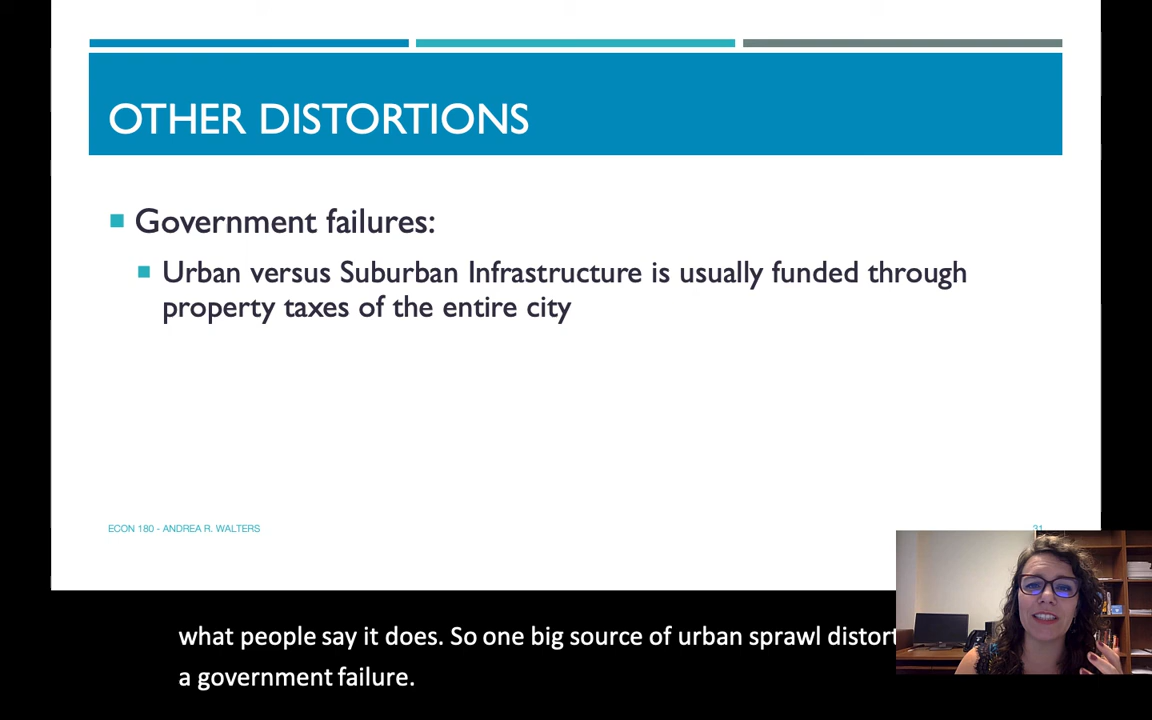 OTHER DISTORTIONS
Government failures:
Urban versus Suburban Infrastructure is usually funded through
property taxes of the entire city
ECON 180 - ANDREA R. WALTERS
31
what people say it does. So one big source of urban sprawl
a government failure.